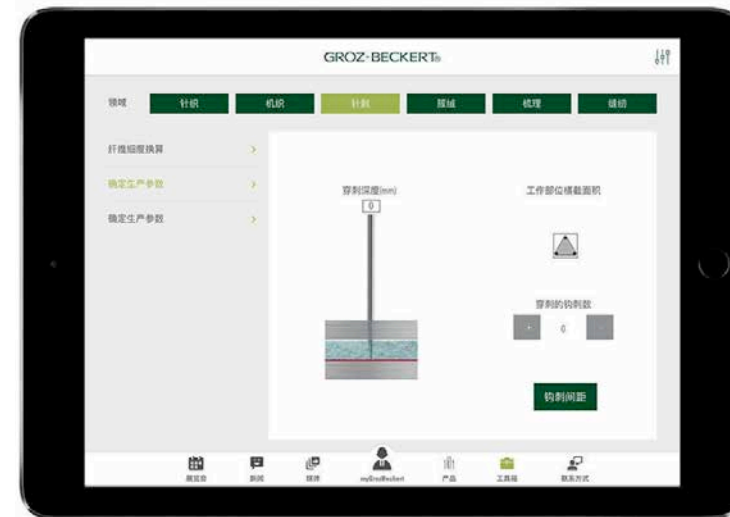 GROZ-BECKERT®
领域 针织 机织 针刺 簇绒 梳理 缝纫
纤维细度换算
确定生产参数
确定生产参数
穿刺深度(mm)
0
工作部位横截面积
穿刺的钩刺数
+ 0 -
钩刺间距
展览会 新闻 myGrozBeckert 产品 工具箱 联系方式